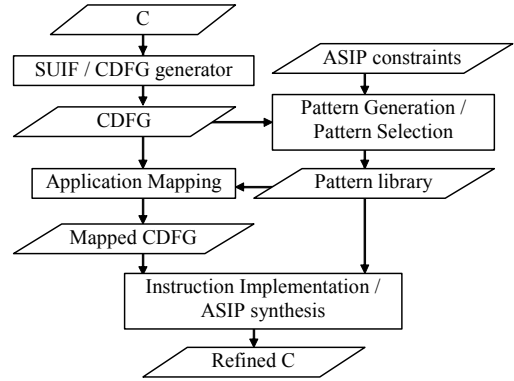 C
SUIF / CDFG generator
ASIP constraints
CDFG
Pattern Generation /
Pattern Selection
Application Mapping
Pattern library
Mapped CDFG
Instruction Implementation /
ASIP synthesis
Refined C